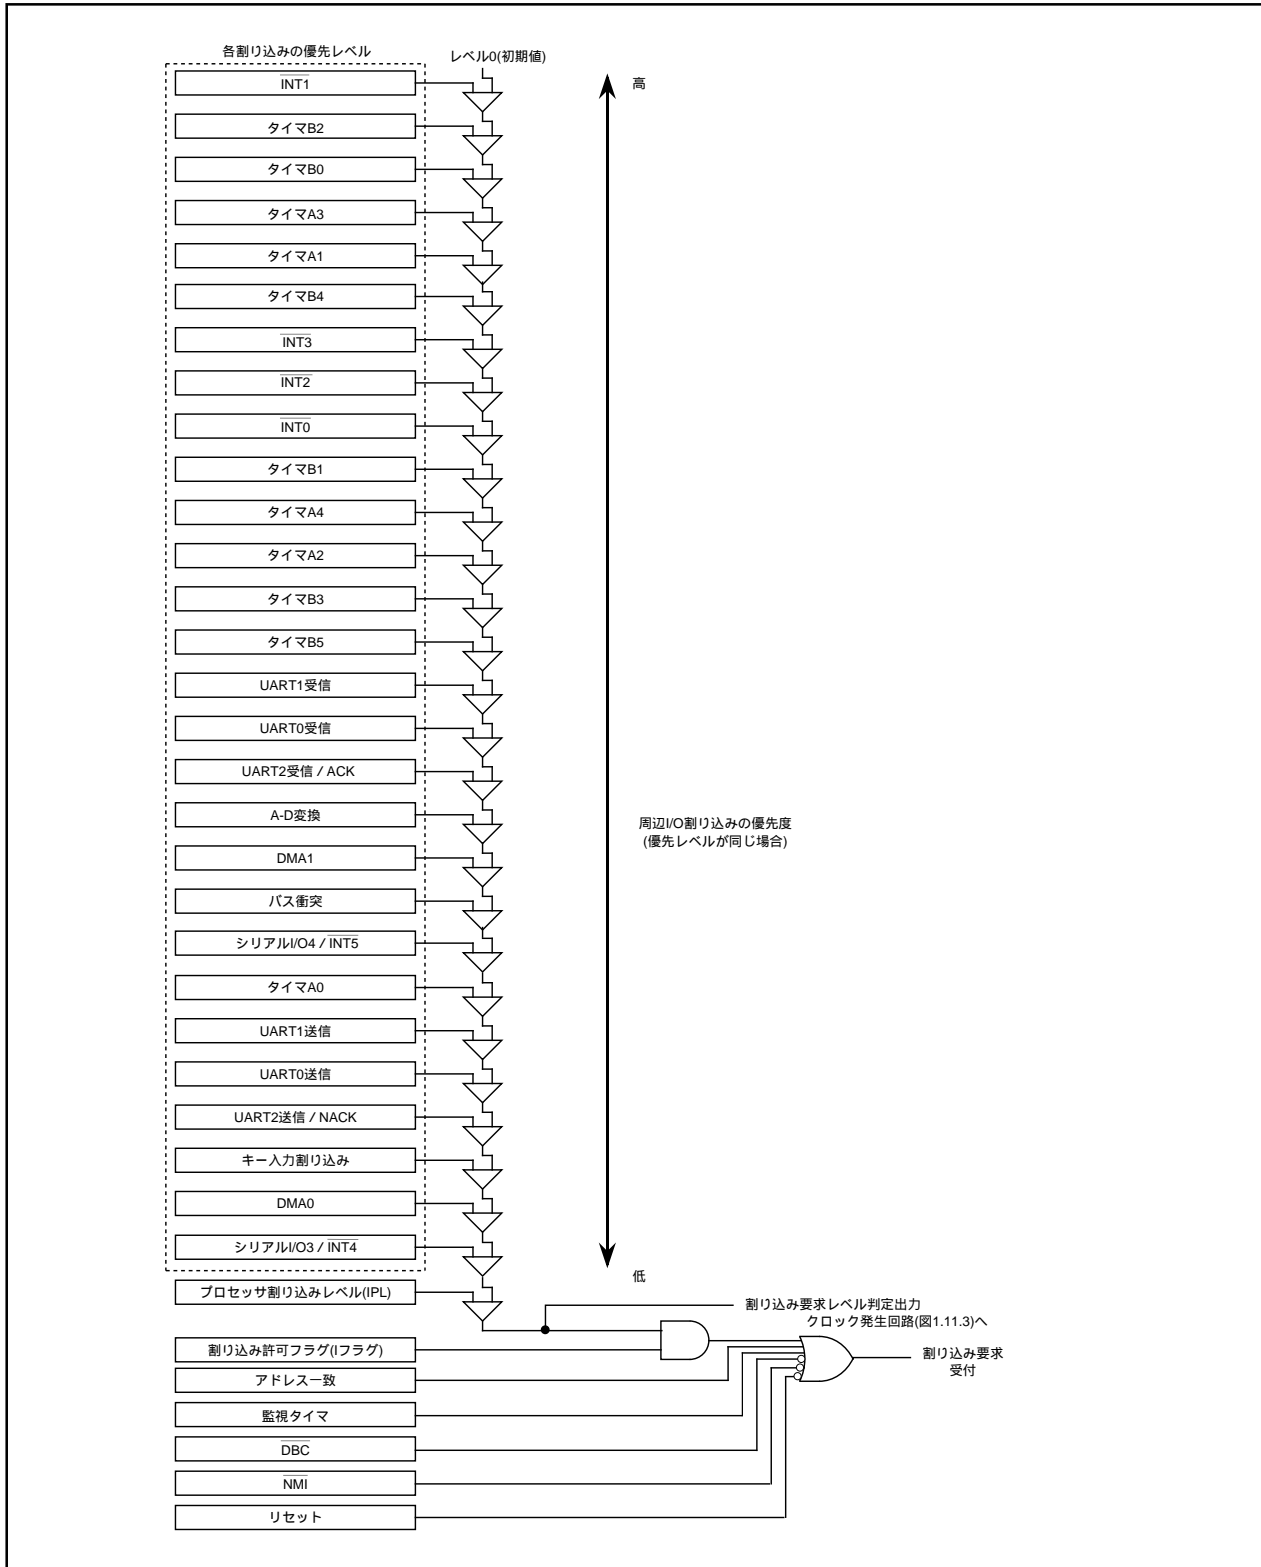 各割り込みの優先レベル
レベル0(初期値)
高
INT1
タイマB2
タイマB0
タイマA3
タイマA1
タイマB4
INT3
INT2
INT0
タイマB1
タイマA4
タイマA2
タイマB3
タイマB5
UART1受信
UART0受信
UART2受信 / ACK
A-D変換
周辺I/O割り込みの優先度
(優先レベルが同じ場合)
DMA1
バス衝突
シリアルI/O4 / INT5
タイマA0
UART1送信
UART0送信
UART2送信 / NACK
キー入力割り込み
DMA0
シリアルI/O3 / INT4
低
プロセッサ割り込みレベル(IPL)
割り込み要求レベル判定出力
クロック発生回路(図1.11.3)へ
割り込み許可フラグ(Iフラグ)
割り込み要求
受付
アドレス一致
監視タイマ
DBC
NMI
リセット